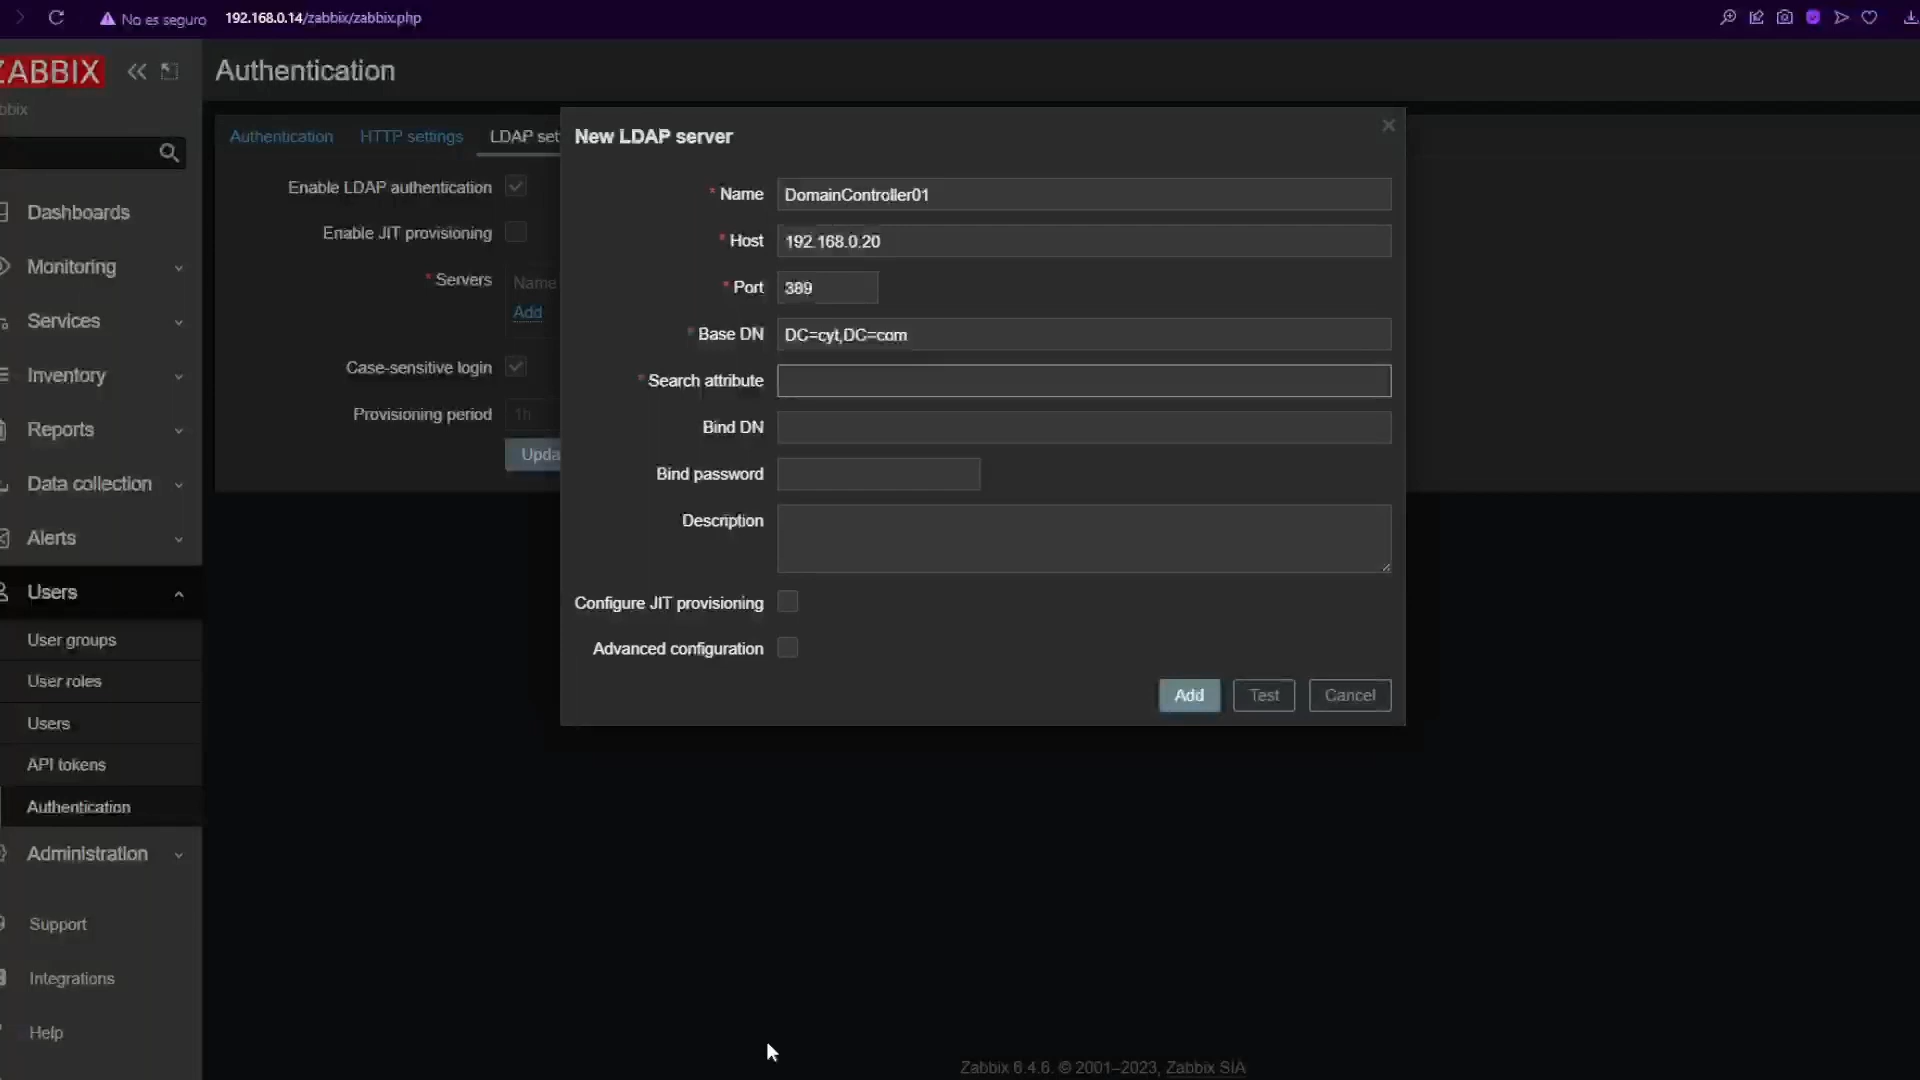 No es seguro 192.168.0.14/zabbix/zabbix.php
ZABBIX
Authentication
Authentication HTTP settings LDAP set
New LDAP server
Enable LDAP authentication
Enable JIT provisioning
* Servers
Name
Add
Case-sensitive login
Provisioning period 1h
Upda
* Name DomainController01
* Host 192.168.0.20
* Port 389
* Base DN DC=cyt,DC=com
* Search attribute
Bind DN
Bind password
Description
Configure JIT provisioning
Advanced configuration
Add Test Cancel
bbix
Dashboards
Monitoring
Services
Inventory
Reports
Data collection
Alerts
Users
User groups
User roles
Users
API tokens
Authentication
Administration
Support
Integrations
Help
Zabbix 6.4.6. © 2001–2023, Zabbix SIA